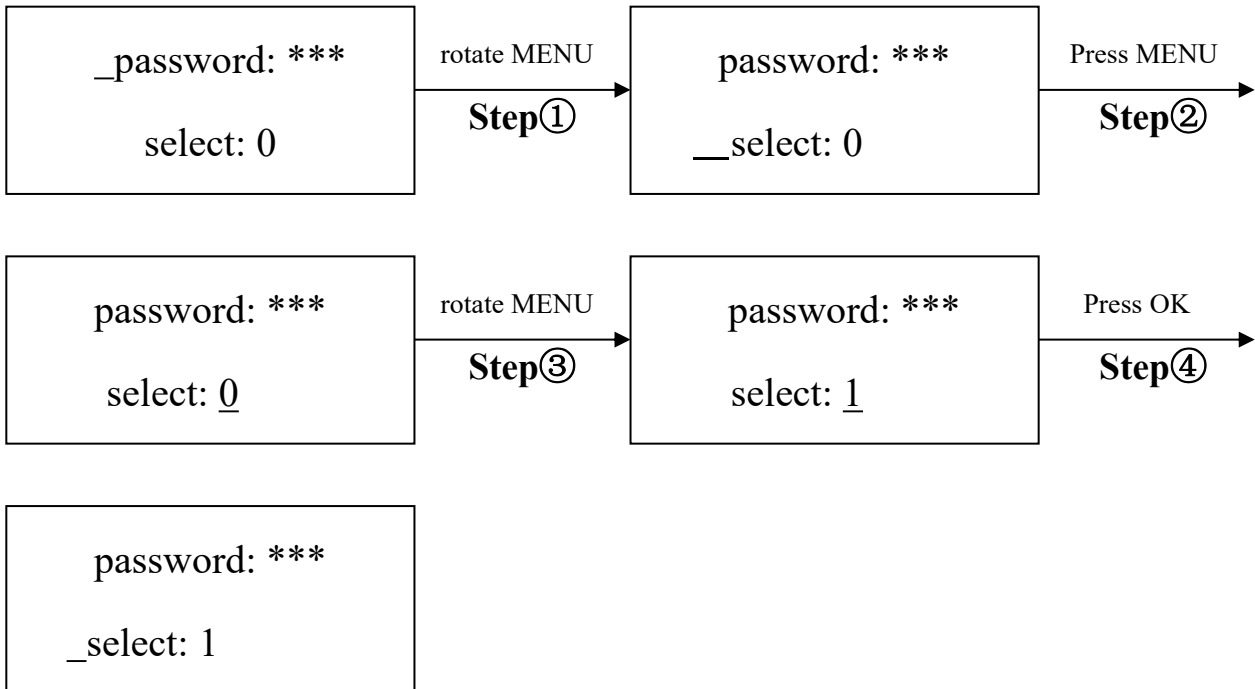 _password: ***
select: 0
rotate MENU
Step①
password: ***
__select: 0
Press MENU
Step②
password: ***
select: 0
rotate MENU
Step③
password: ***
select: 1
Press OK
Step④
password: ***
_select: 1